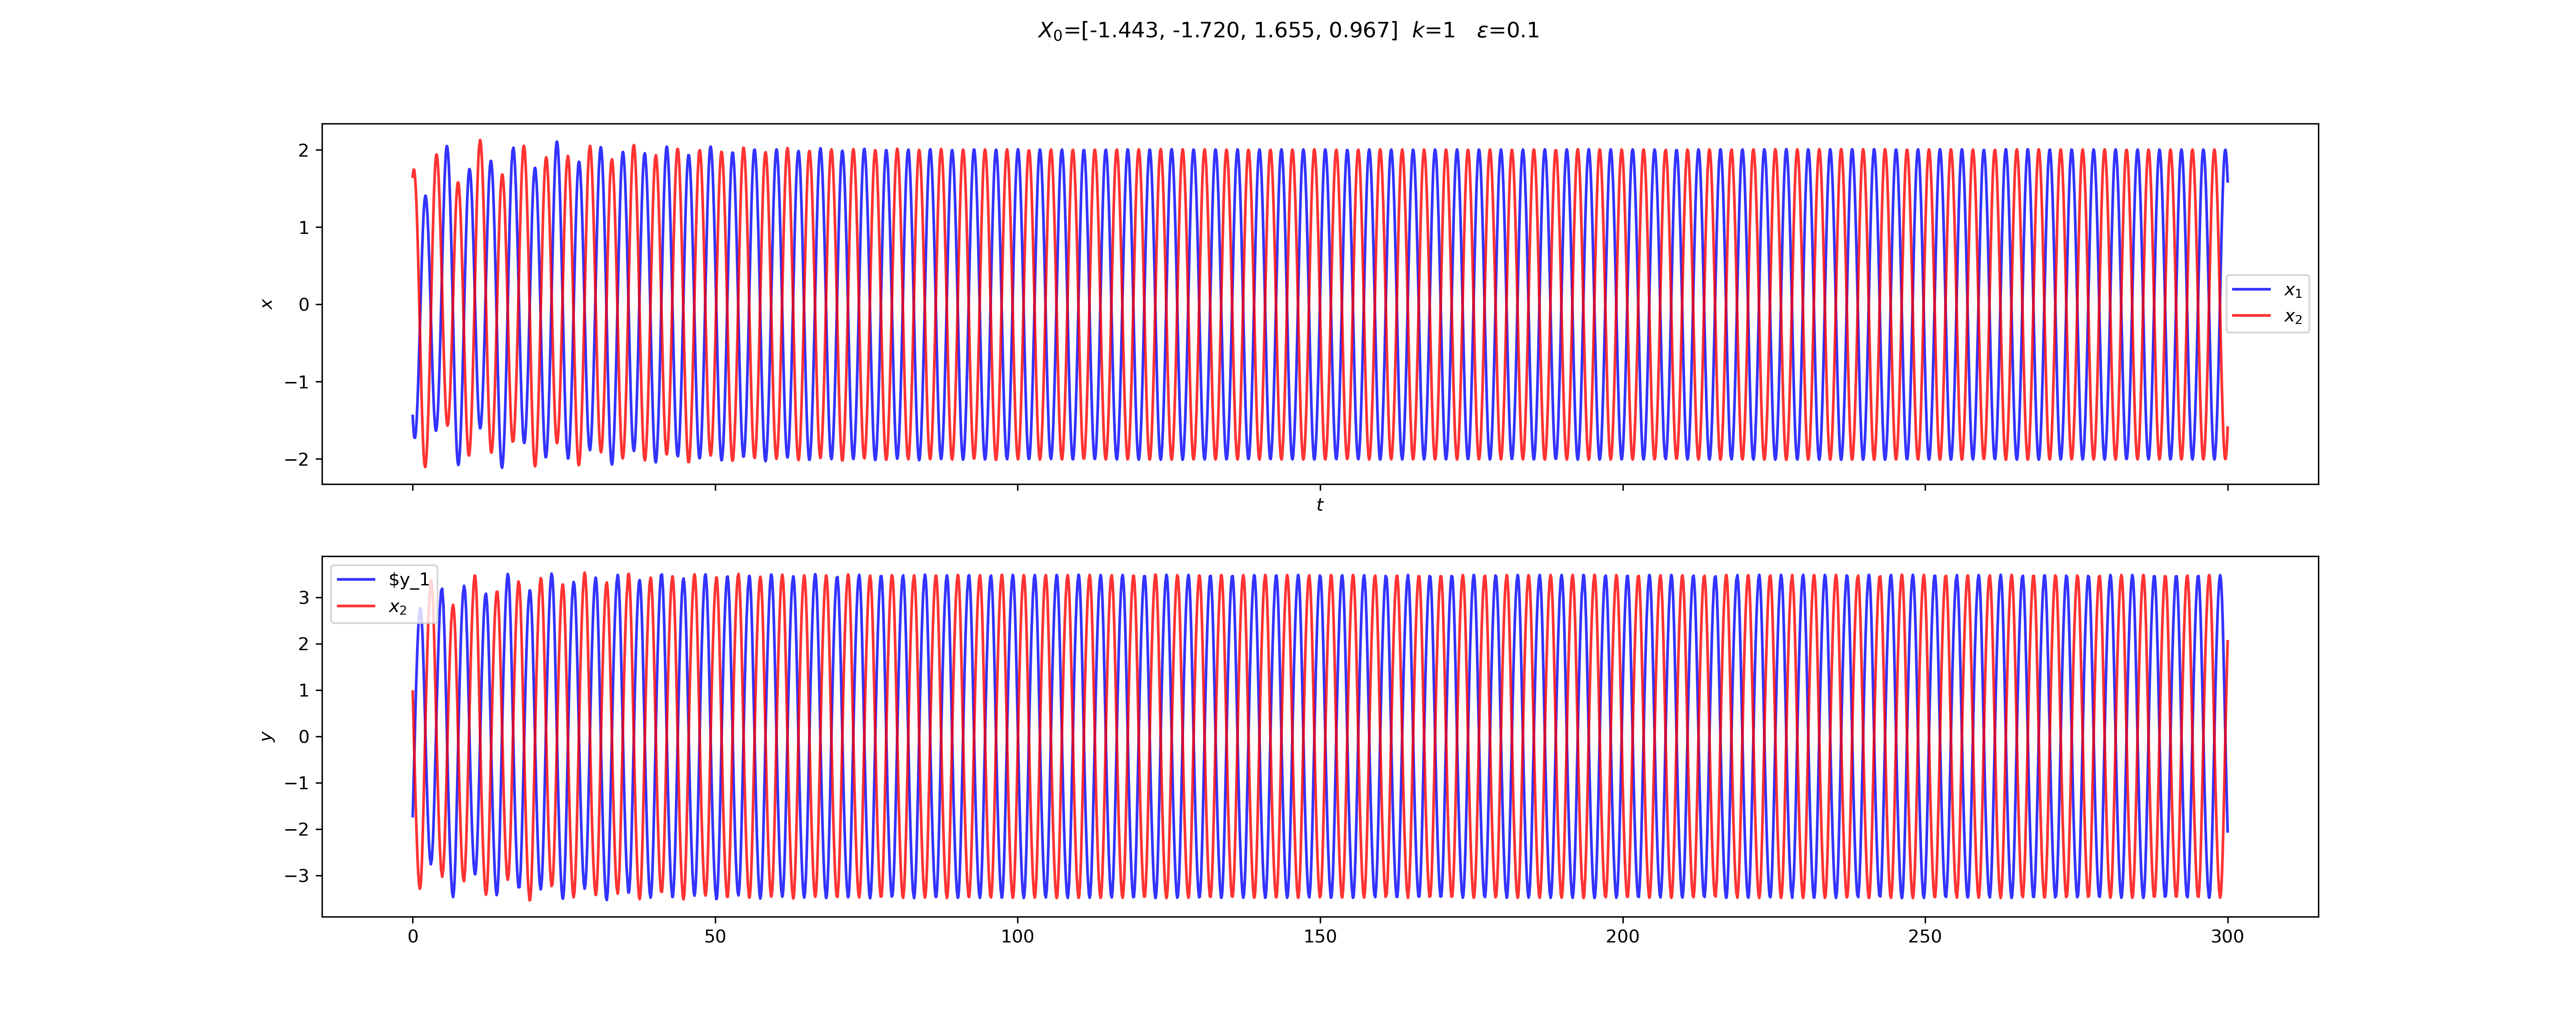 X₀=[-1.443, -1.720, 1.655, 0.967] k=1 ε=0.1
2
1
0
−1
−2
x
x₁
x₂
t
$y_1
x₂
3
2
1
0
−1
−2
−3
y
0 50 100 150 200 250 300